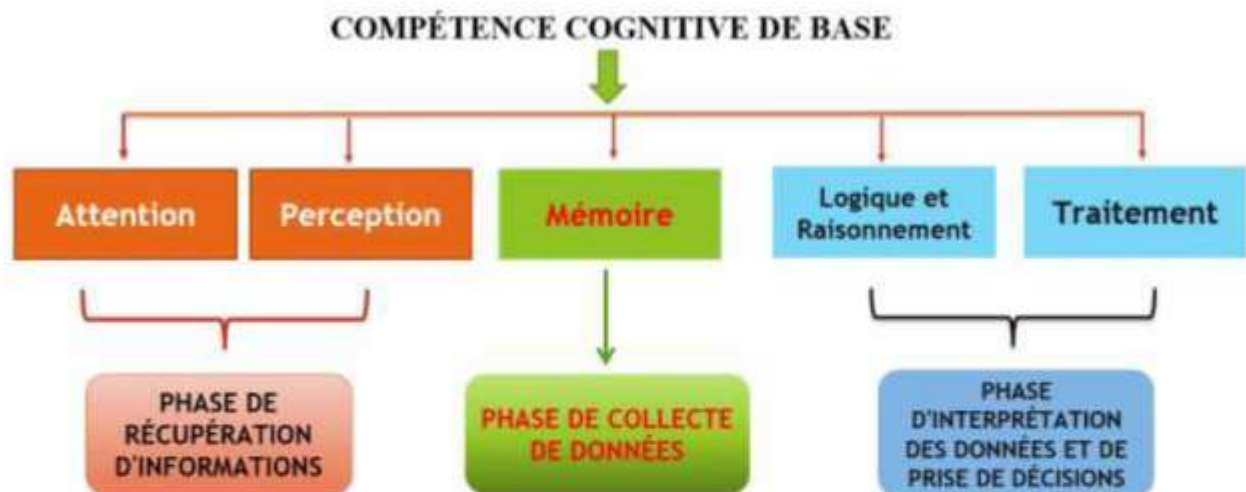 COMPÉTENCE COGNITIVE DE BASE
Attention
Perception
Mémoire
Logique et
Raisonnement
Traitement
PHASE DE
RÉCUPÉRATION
D'INFORMATIONS
PHASE DE COLLECTE
DE DONNÉES
PHASE
D'INTERPRÉTATION
DES DONNÉES ET DE
PRISE DE DÉCISIONS